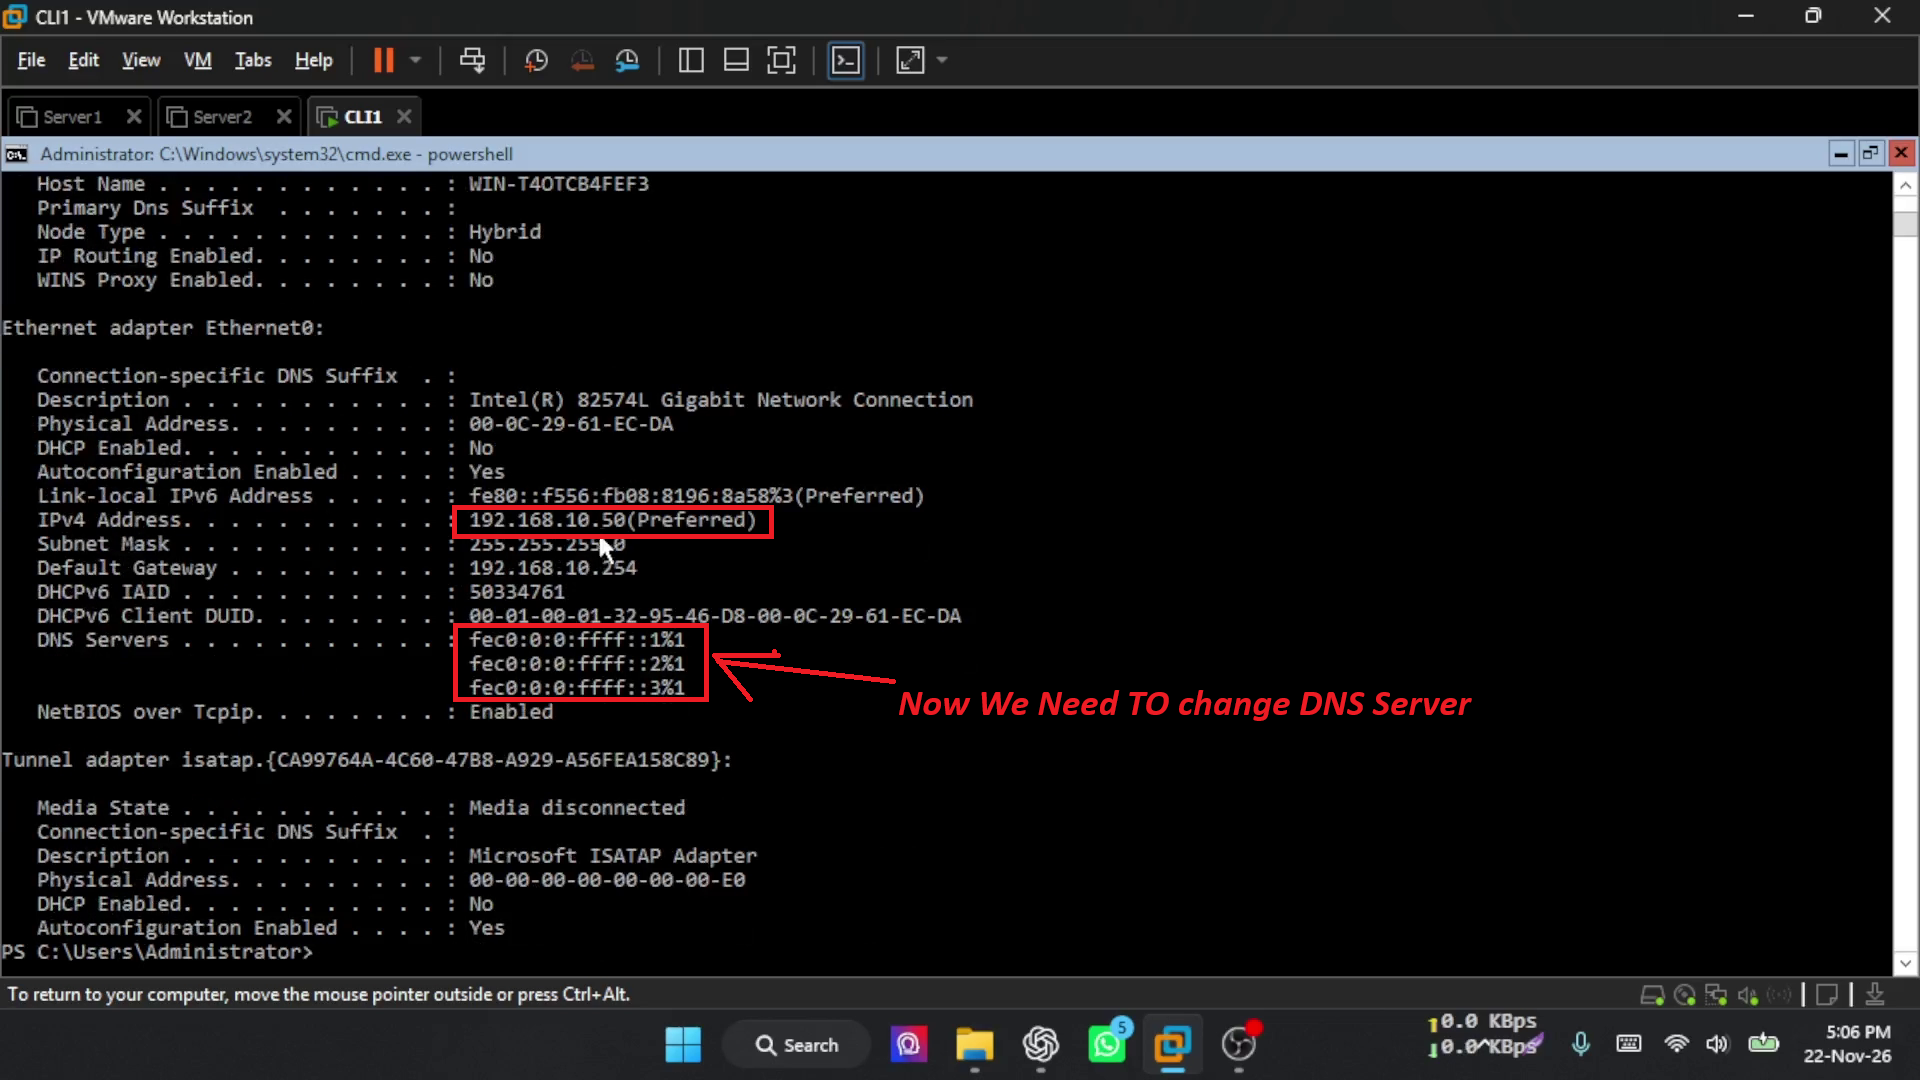 CLI1 - VMware Workstation
File Edit View VM Tabs Help
Server1 Server2 CLI1
Administrator: C:\Windows\system32\cmd.exe - powershell
Host Name . . . . . . . . . . . . : WIN-T4OTCB4FEF3
Primary Dns Suffix . . . . . . . :
Node Type . . . . . . . . . . . . : Hybrid
IP Routing Enabled. . . . . . . . : No
WINS Proxy Enabled. . . . . . . . : No
Ethernet adapter Ethernet0:
Connection-specific DNS Suffix . :
Description . . . . . . . . . . . : Intel(R) 82574L Gigabit Network Connection
Physical Address. . . . . . . . . : 00-0C-29-61-EC-DA
DHCP Enabled. . . . . . . . . . . : No
Autoconfiguration Enabled . . . . : Yes
Link-local IPv6 Address . . . . . : fe80::f556:fb08:8196:8a58%3(Preferred)
IPv4 Address. . . . . . . . . . . : 192.168.10.50(Preferred)
Subnet Mask . . . . . . . . . . . : 255.255.255.0
Default Gateway . . . . . . . . . : 192.168.10.254
DHCPv6 IAID . . . . . . . . . . . : 50334761
DHCPv6 Client DUID. . . . . . . . : 00-01-00-01-32-95-46-D8-00-0C-29-61-EC-DA
DNS Servers . . . . . . . . . . . : fec0:0:0:ffff::1%1
fec0:0:0:ffff::2%1
fec0:0:0:ffff::3%1
Now We Need TO change DNS Server
NetBIOS over Tcpip. . . . . . . . : Enabled
Tunnel adapter isatap.{CA99764A-4C60-47B8-A929-A56FEA158C89}:
Media State . . . . . . . . . . . : Media disconnected
Connection-specific DNS Suffix . :
Description . . . . . . . . . . . : Microsoft ISATAP Adapter
Physical Address. . . . . . . . . : 00-00-00-00-00-00-00-E0
DHCP Enabled. . . . . . . . . . . : No
Autoconfiguration Enabled . . . . : Yes
PS C:\Users\Administrator>
To return to your computer, move the mouse pointer outside or press Ctrl+Alt.
Search
5
0.0 KBps
0.0 KBps
5:06 PM
22-Nov-26